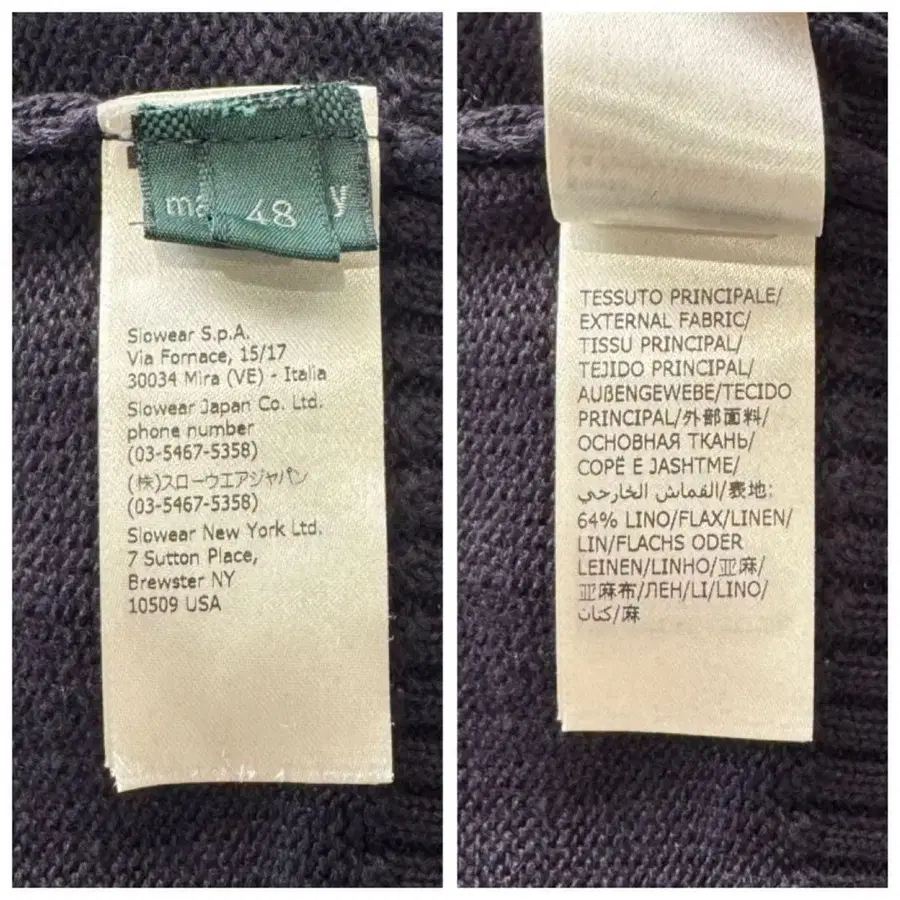 48
Slowear S.p.A.
Via Fornace, 15/17
30034 Mira (VE) - Italia
Slowear Japan Co. Ltd.
phone number
(03-5467-5358)
(株)スローウエアジャパン
(03-5467-5358)
Slowear New York Ltd.
7 Sutton Place,
Brewster NY
10509 USA
TESSUTO PRINCIPALE/
EXTERNAL FABRIC/
TISSU PRINCIPAL/
TEJIDO PRINCIPAL/
AUßENGEWEBE/TECIDO
PRINCIPAL/外部面料/
ОСНОВНАЯ ТКАНЬ/
COPË E JASHTME/
القماش الخارجي/表地:
64% LINO/FLAX/LINEN/
LIN/FLACHS ODER
LEINEN/LINHO/亚麻/
亚麻布/ЛЕН/LI/LINO/
كتان/麻